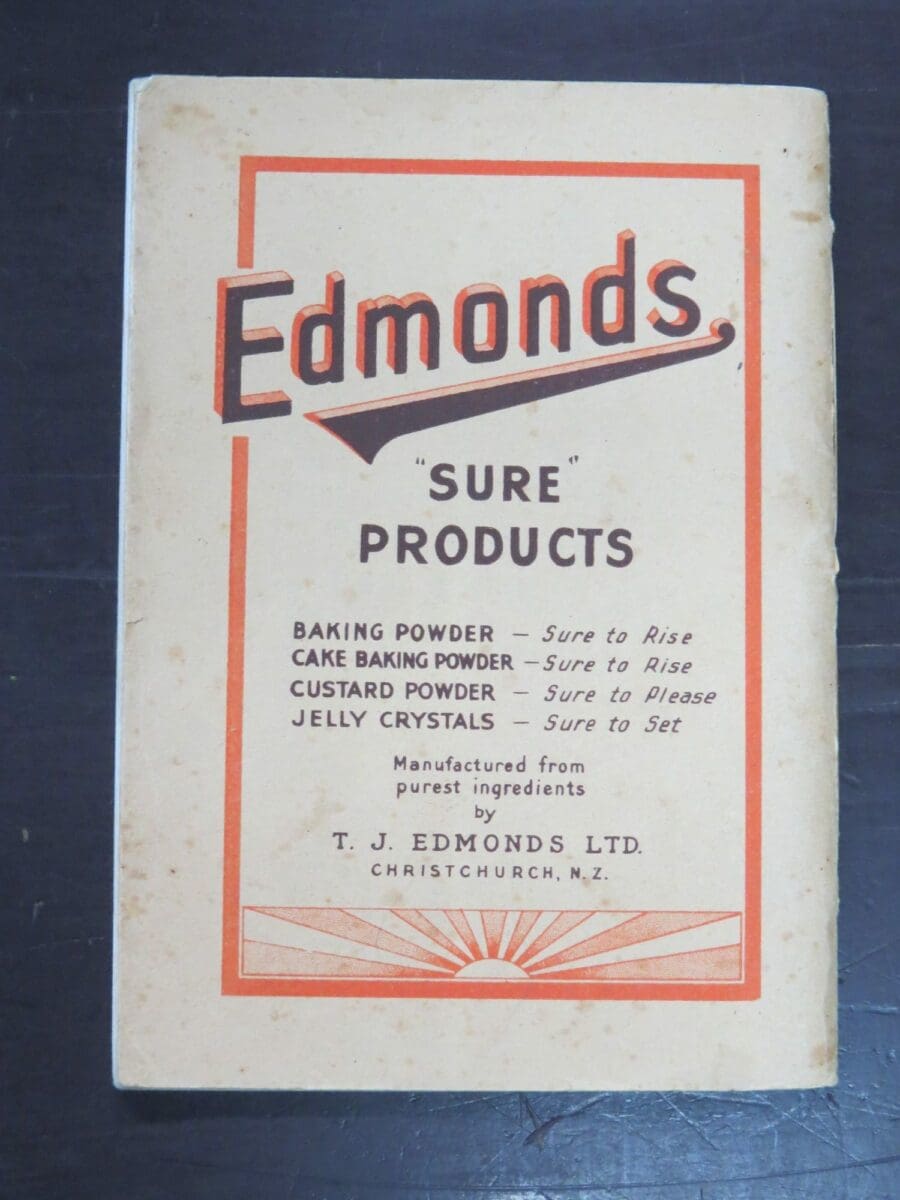 Edmonds
"SURE"
PRODUCTS
BAKING POWDER — Sure to Rise
CAKE BAKING POWDER — Sure to Rise
CUSTARD POWDER — Sure to Please
JELLY CRYSTALS — Sure to Set
Manufactured from
purest ingredients
by
T. J. EDMONDS LTD.
CHRISTCHURCH, N. Z.